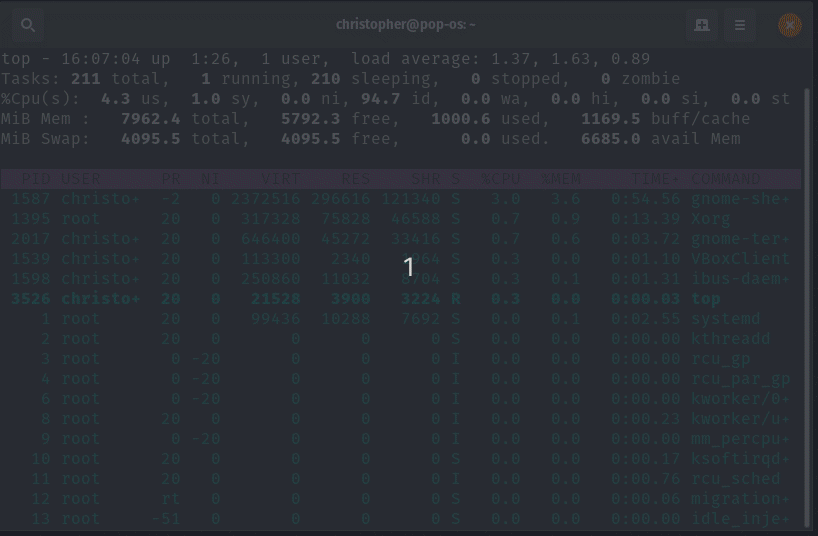 christopher@pop-os: ~
top - 16:07:04 up  1:26,  1 user,  load average: 1.37, 1.63, 0.89
Tasks: 211 total,   1 running, 210 sleeping,   0 stopped,   0 zombie
%Cpu(s):  4.3 us,  1.0 sy,  0.0 ni, 94.7 id,  0.0 wa,  0.0 hi,  0.0 si,  0.0 st
MiB Mem :   7962.4 total,   5792.3 free,   1000.6 used,   1169.5 buff/cache
MiB Swap:   4095.5 total,   4095.5 free,      0.0 used.   6685.0 avail Mem
PID USER      PR  NI    VIRT    RES    SHR S  %CPU  %MEM     TIME+ COMMAND
1587 christo+  -2   0 2372516 296616 121340 S   3.0   3.6   0:54.56 gnome-she+
1395 root      20   0  317328  75828  46588 S   0.7   0.9   0:13.39 Xorg
2017 christo+  20   0  646400  45272  33416 S   0.7   0.6   0:03.72 gnome-ter+
1539 christo+  20   0  113300   2340 S   0.3   0.0   0:01.10 VBoxClient
1
1598 christo+  20   0  250860  11032   8704 S   0.3   0.1   0:01.31 ibus-daem+
3526 christo+  20   0   21528   3900   3224 R   0.3   0.0   0:00.03 top
1 root      20   0   99436  10288   7692 S   0.0   0.1   0:02.55 systemd
2 root      20   0       0      0      0 S   0.0   0.0   0:00.00 kthreadd
3 root       0 -20       0      0      0 I   0.0   0.0   0:00.00 rcu_gp
4 root       0 -20       0      0      0 I   0.0   0.0   0:00.00 rcu_par_gp
6 root       0 -20       0      0      0 I   0.0   0.0   0:00.00 kworker/0+
8 root      20   0       0      0      0 I   0.0   0.0   0:00.23 kworker/u+
9 root       0 -20       0      0      0 I   0.0   0.0   0:00.00 mm_percpu+
10 root      20   0       0      0      0 S   0.0   0.0   0:00.17 ksoftirqd+
11 root      20   0       0      0      0 I   0.0   0.0   0:00.76 rcu_sched
12 root      rt   0       0      0      0 S   0.0   0.0   0:00.06 migration+
13 root     -51   0       0      0      0 S   0.0   0.0   0:00.00 idle_inje+